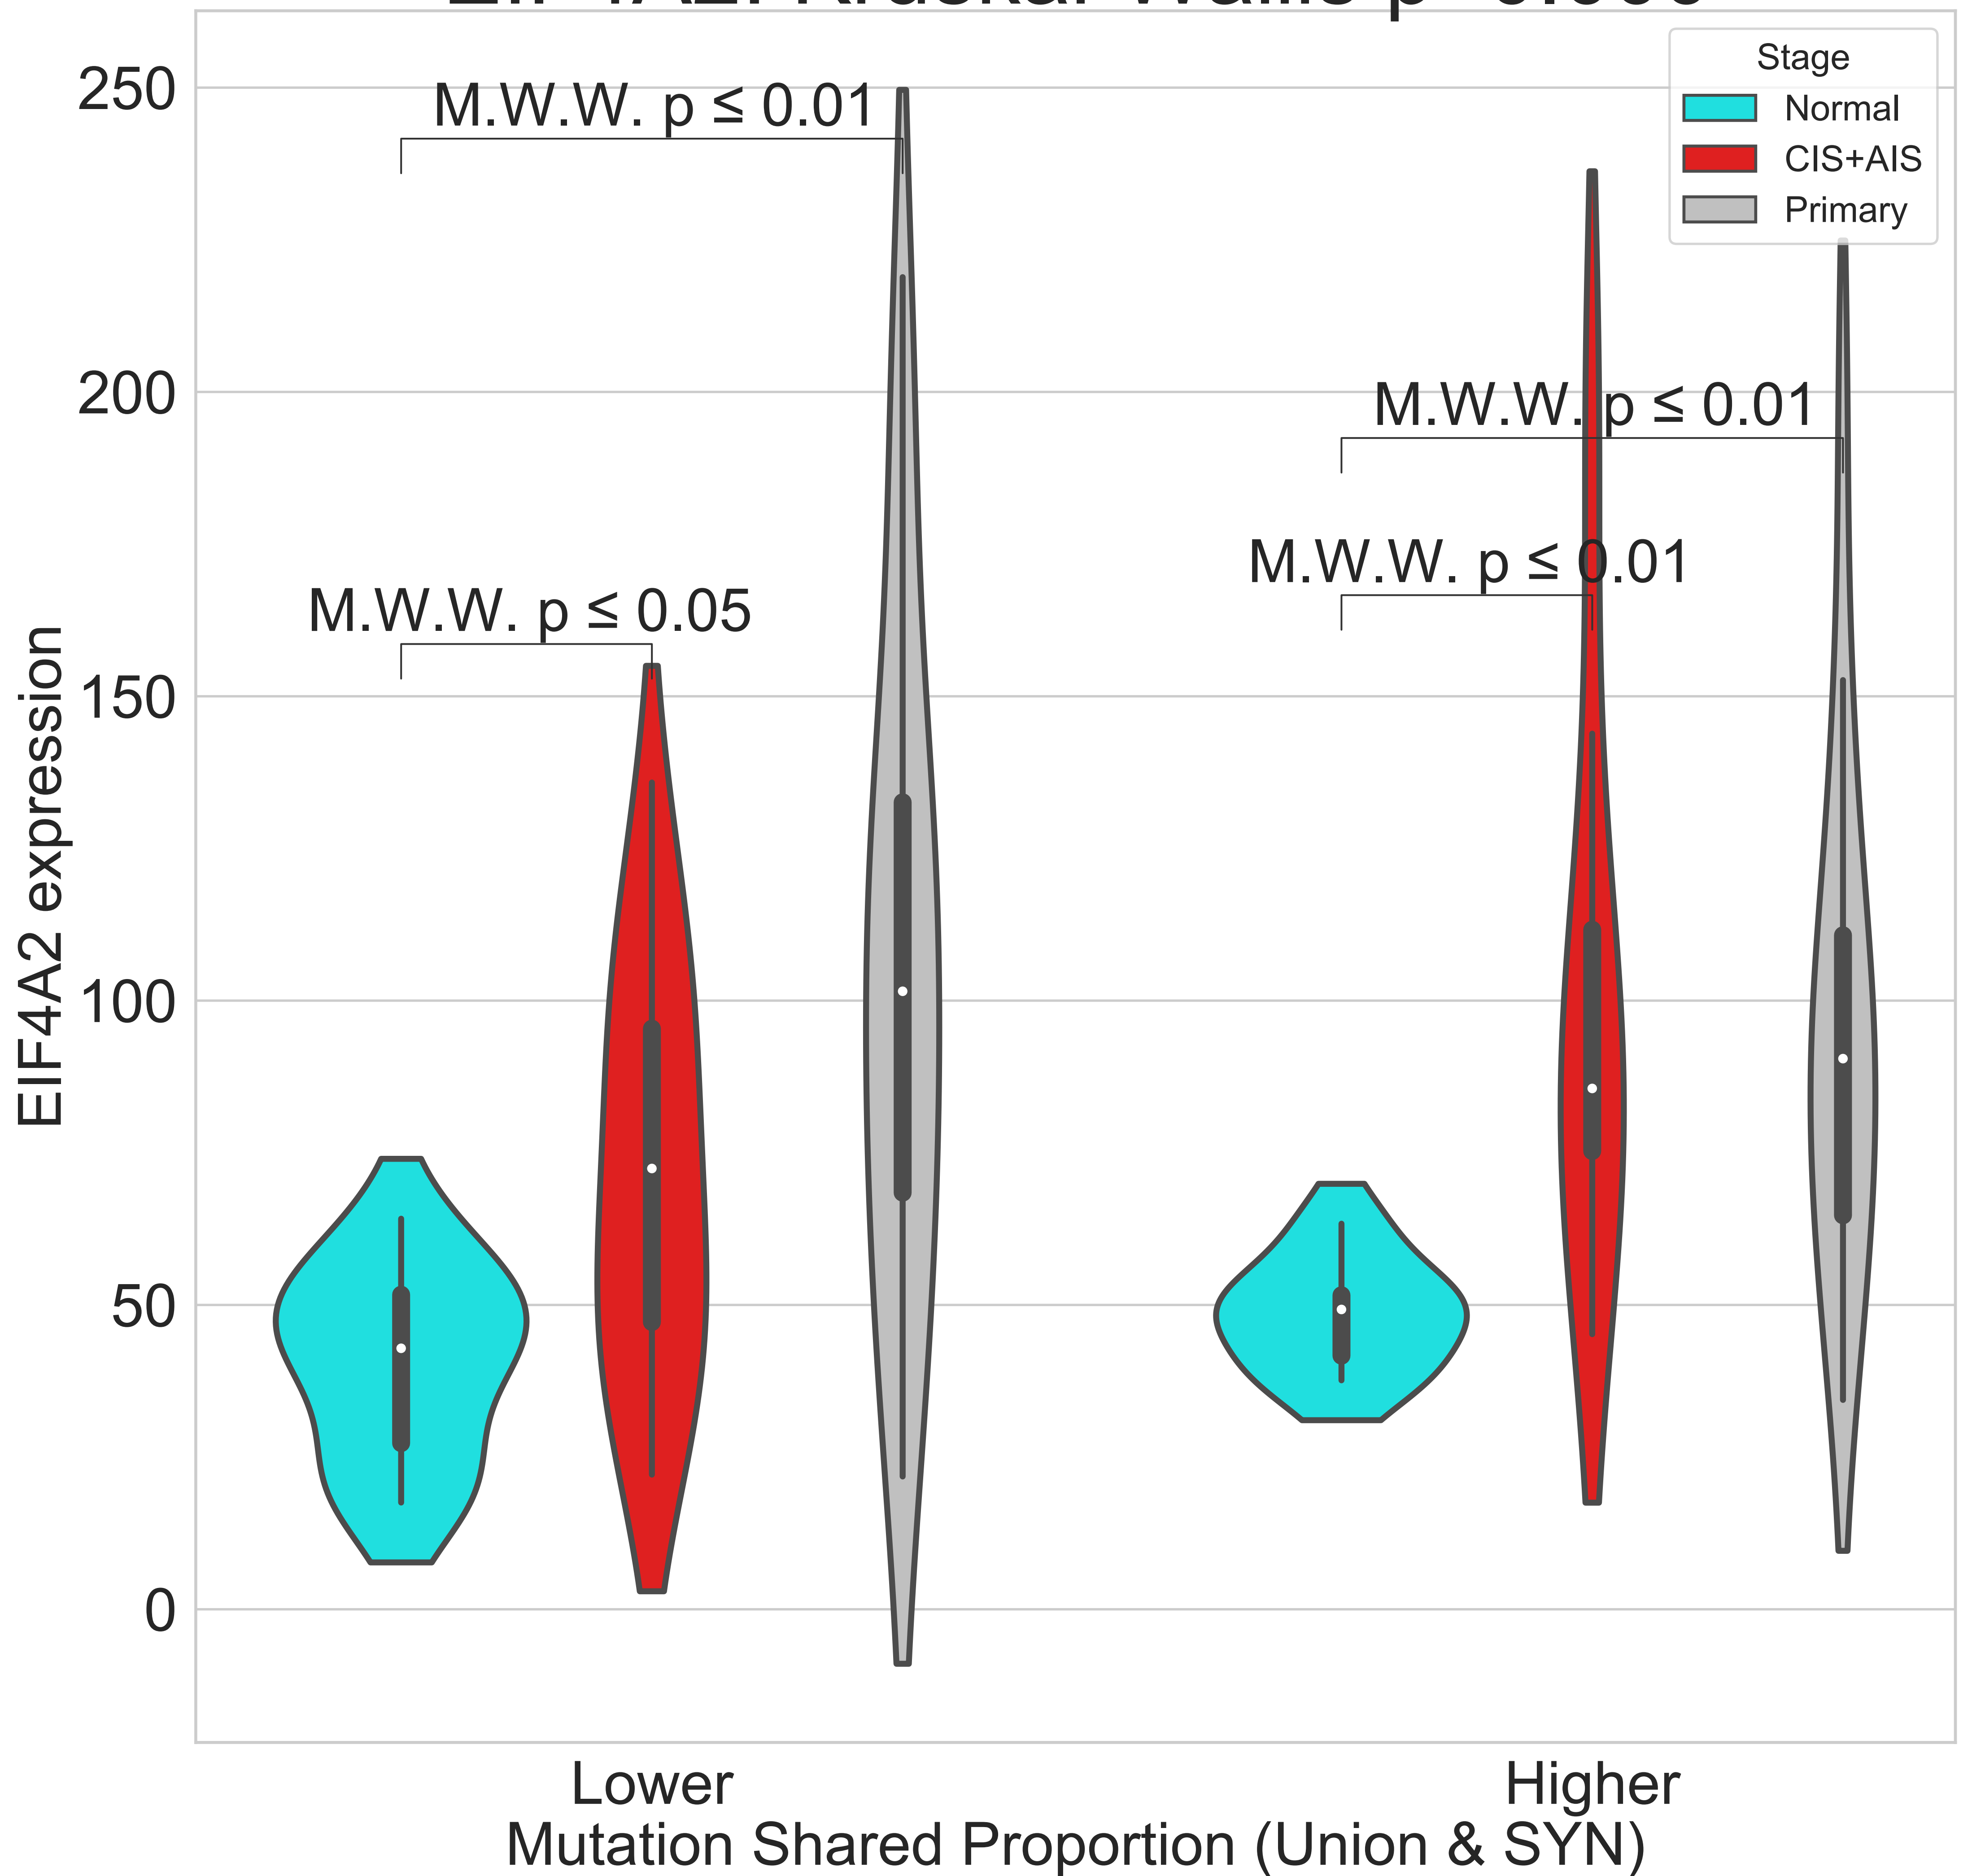 Stage
Normal
CIS+AIS
Primary
M.W.W. p ≤ 0.01
M.W.W. p ≤ 0.01
M.W.W. p ≤ 0.01
M.W.W. p ≤ 0.05
EIF4A2 expression
250
200
150
100
50
0
Lower
Higher
Mutation Shared Proportion (Union & SYN)